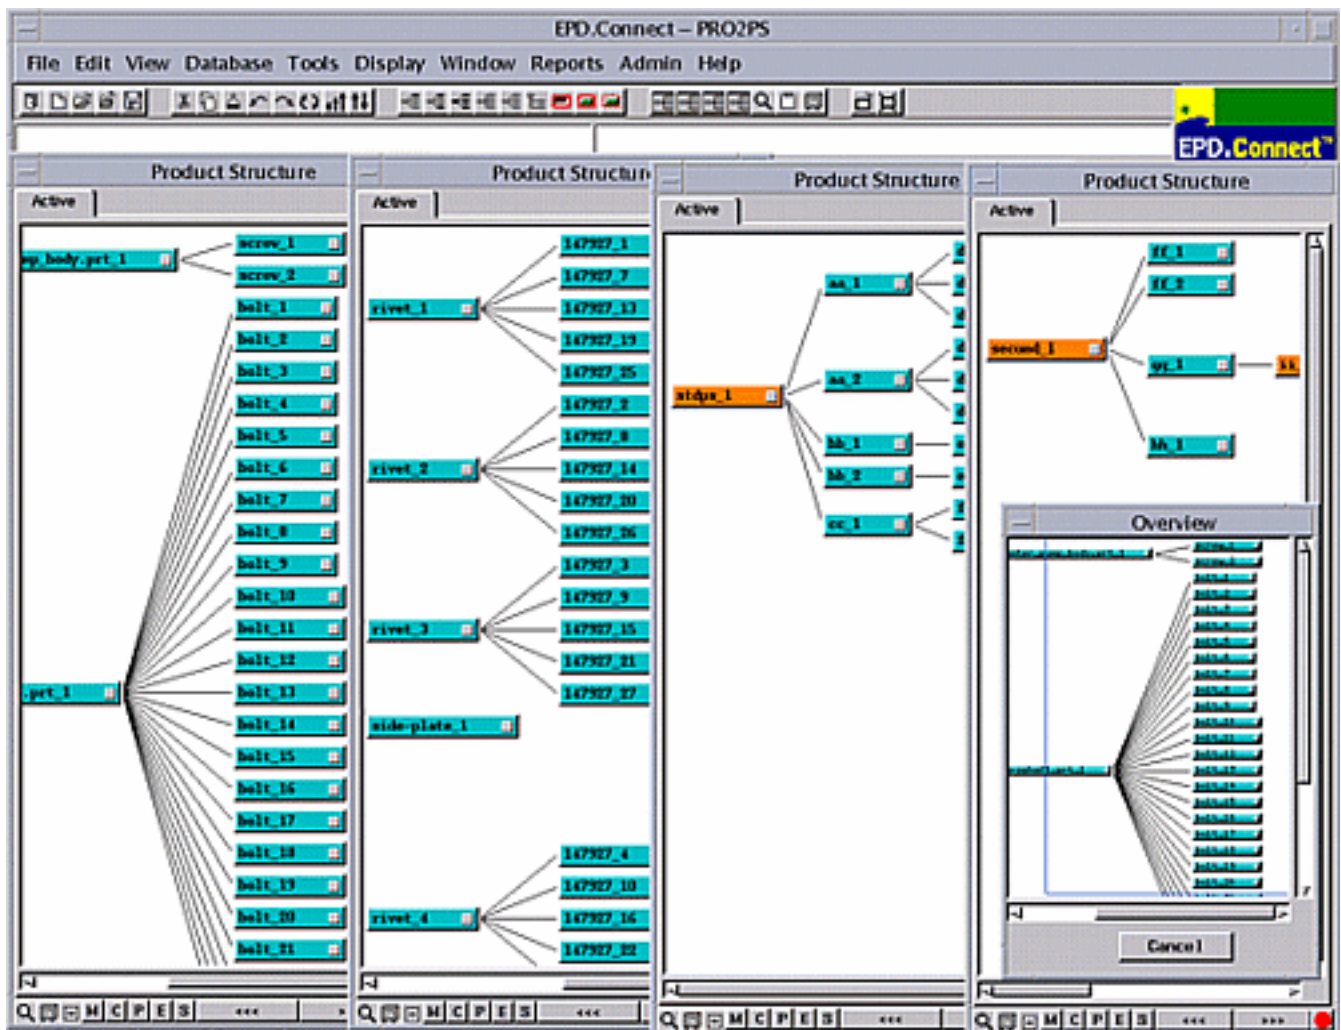 EPD.Connect – PRO2PS
File Edit View Database Tools Display Window Reports Admin Help
EPD.Connect™
Product Structure
Active
screw_1
screw_2
bolt_1
bolt_2
bolt_3
bolt_4
bolt_5
bolt_6
bolt_7
bolt_8
bolt_9
bolt_10
bolt_11
bolt_12
bolt_13
.prt_1
bolt_14
bolt_15
bolt_16
bolt_17
bolt_18
bolt_19
bolt_20
bolt_21
M C P E S <<<
Product Structure
Active
147927_1
147927_7
rivet_1
147927_13
147927_19
147927_25
147927_2
147927_8
rivet_2
147927_14
147927_20
147927_26
147927_3
147927_9
rivet_3
147927_15
147927_21
147927_27
side-plate_1
147927_4
147927_10
rivet_4
147927_16
147927_22
M C P E S <<<
Product Structure
Active
aa_1
aa_2
stdps_1
bb_1
bb_2
cc_1
M C P E S <<<
Product Structure
Active
ff_1
ff_2
second_1
hh_1
Overview
Cancel
M C P E S <<< >>>